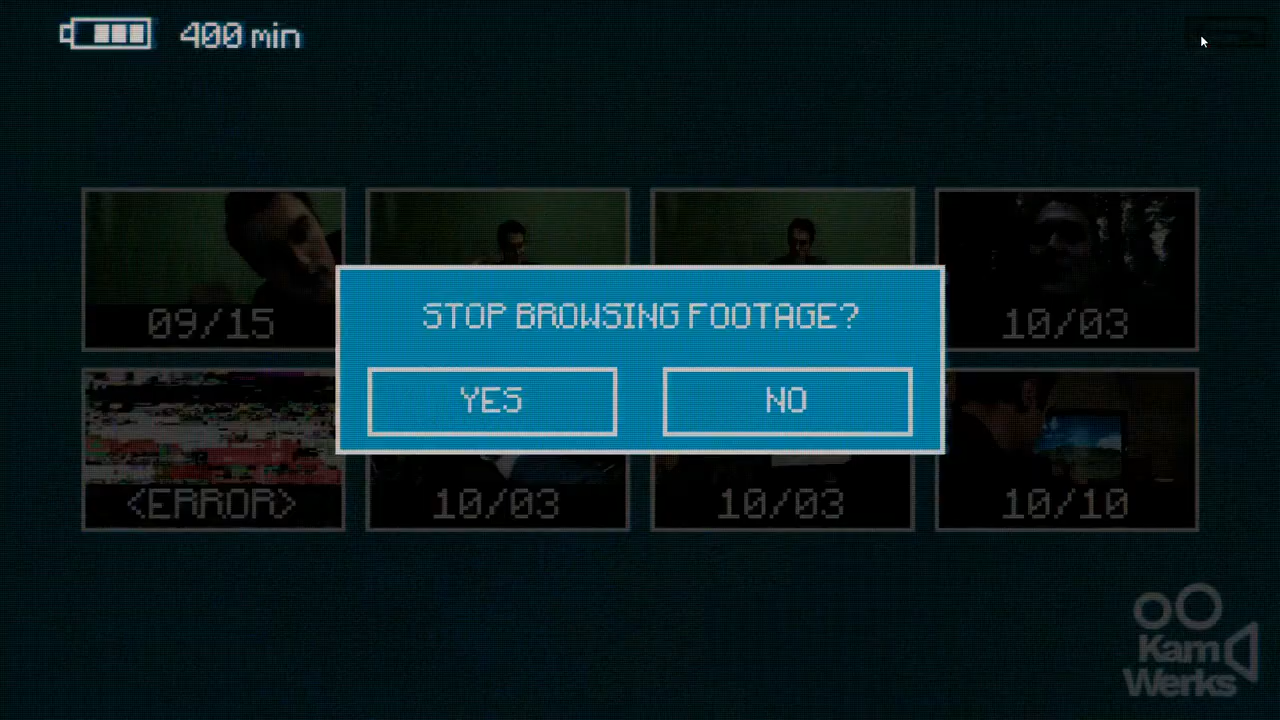 400 min
09/15
10/03
STOP BROWSING FOOTAGE?
YES
NO
<ERROR>
10/03
10/03
10/10
Kam
Werks